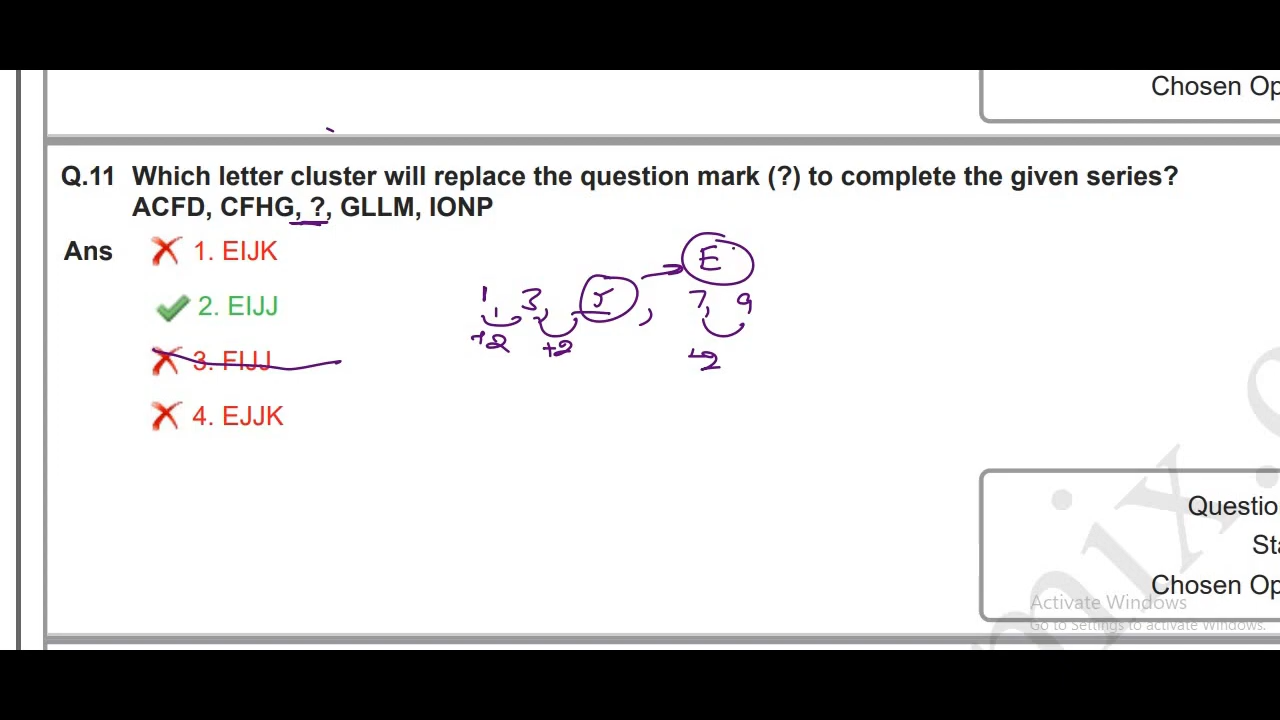 Chosen Op
Q.11 Which letter cluster will replace the question mark (?) to complete the given series?
ACFD, CFHG, ?, GLLM, IONP
Ans 1. EIJK
2. EIJJ
3. FIJJ
4. EJJK
E
1, 3, 5, 7, 9
+2 +2 +2
Questio
Sta
Chosen Op
mix.
Activate Windows
Go to Settings to activate Windows.